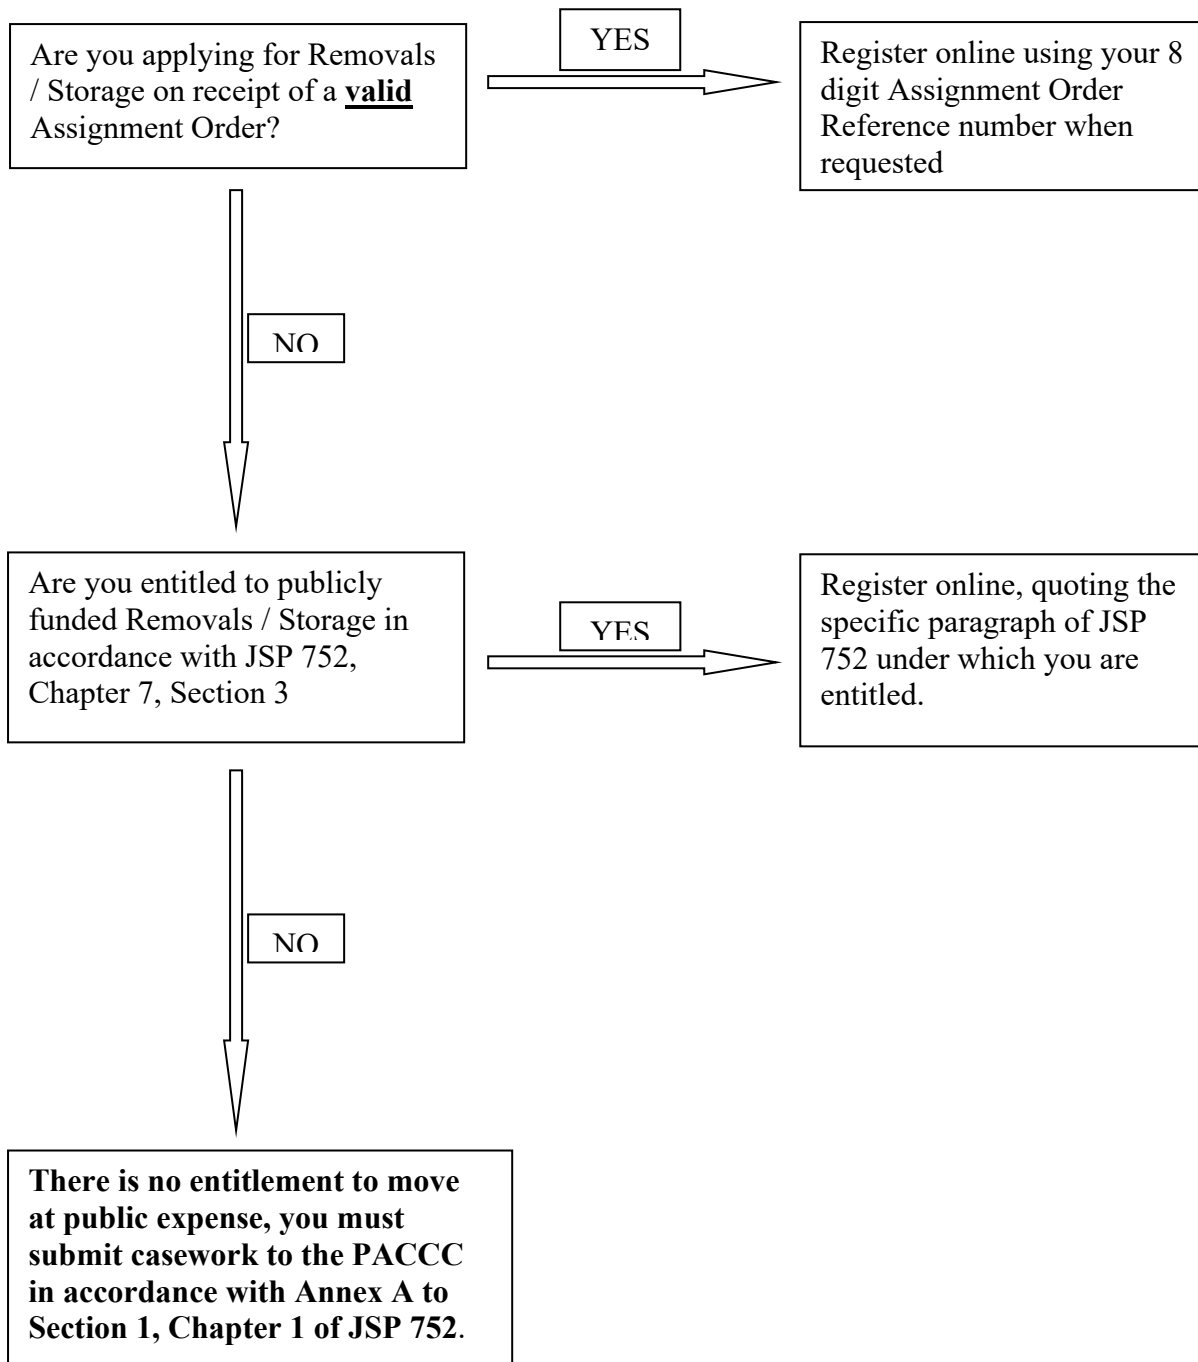 Are you applying for Removals
/ Storage on receipt of a valid
Assignment Order?
YES
Register online using your 8
digit Assignment Order
Reference number when
requested
NO
Are you entitled to publicly
funded Removals / Storage in
accordance with JSP 752,
Chapter 7, Section 3
YES
Register online, quoting the
specific paragraph of JSP
752 under which you are
entitled.
NO
There is no entitlement to move
at public expense, you must
submit casework to the PACCC
in accordance with Annex A to
Section 1, Chapter 1 of JSP 752.